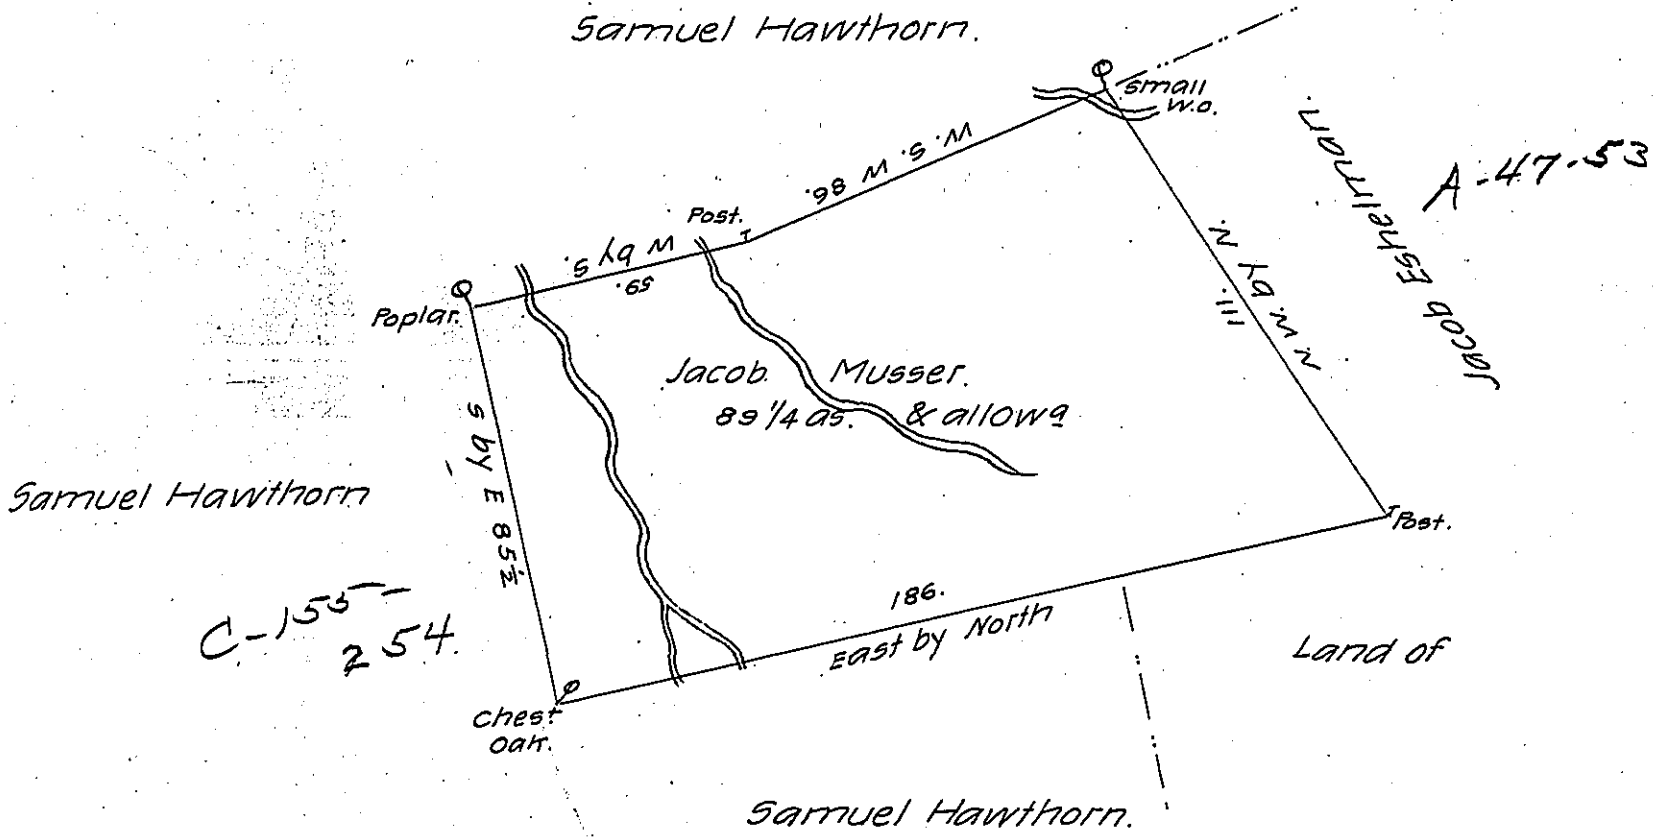 Samuel Hawthorn.
small
W.O.
Jacob Eshelman.
A-47-53
W. S. W 86.
Post.
W by S.
59.
Poplar.
N.W. by N.
111.
Jacob Musser.
89 1/4 as. & allowa
S by E 85 1/2
Samuel Hawthorn
Post.
C-155-
254.
186.
East by North
Land of
Chest
Oak.
Samuel Hawthorn.